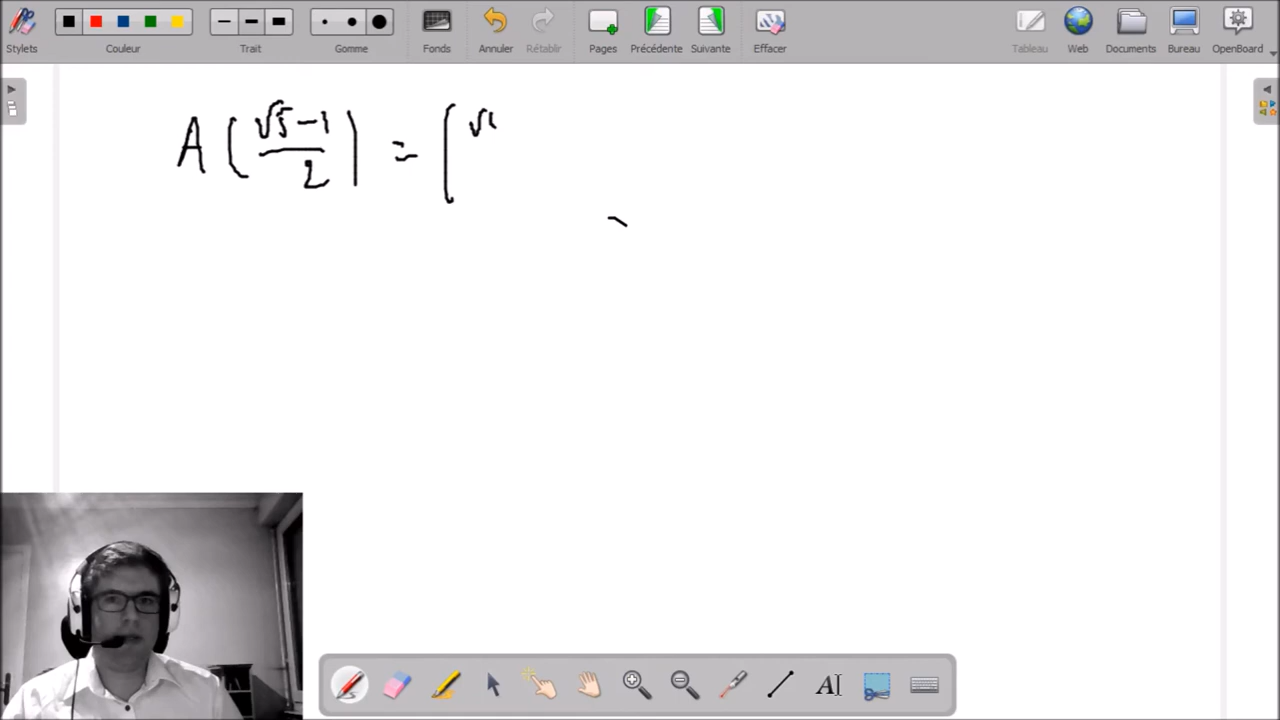 Stylets Couleur Trait Gomme Fonds Annuler Rétablir Pages Précédente Suivante Effacer Tableau Web Documents Bureau OpenBoard
A(
√5-1
2
) = (
AI